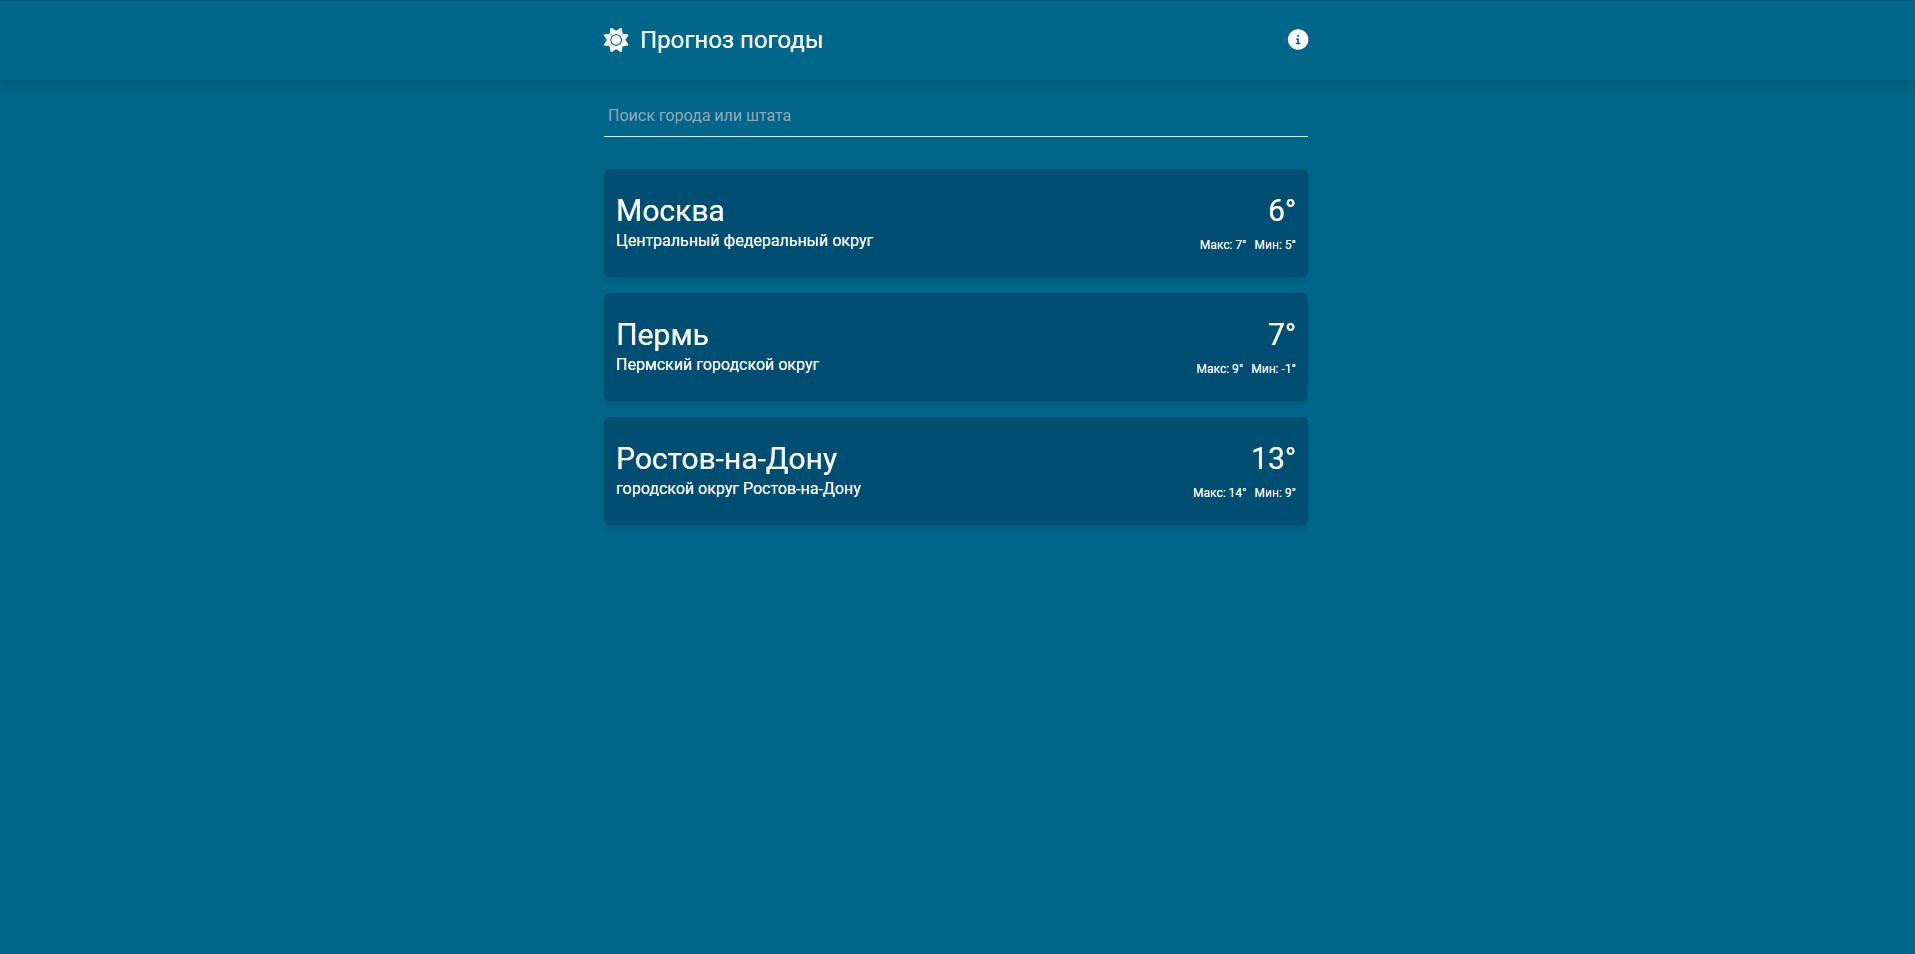 Прогноз погоды
Поиск города или штата
Москва
6°
Центральный федеральный округ
Макс: 7° Мин: 5°
Пермь
7°
Пермский городской округ
Макс: 9° Мин: -1°
Ростов-на-Дону
13°
городской округ Ростов-на-Дону
Макс: 14° Мин: 9°